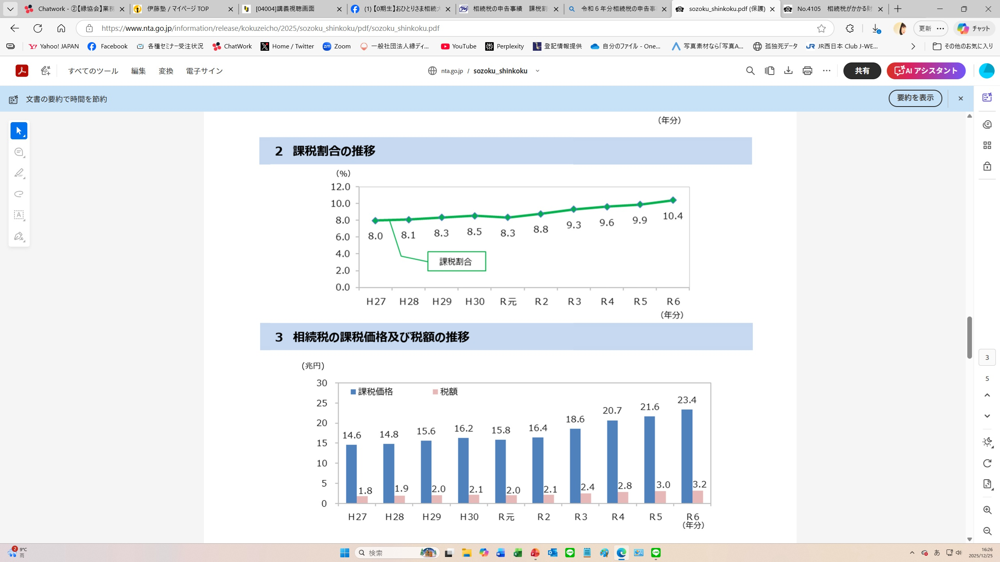 Chatwork - ②【縁協会】業務
伊藤塾 / マイページ TOP
[04004]講義視聴画面
(1) 【0期生】おひとりさま相続大
相続税の申告事績　課税割
令和６年分相続税の申告事
sozoku_shinkoku.pdf (保護)
No.4105　相続税がかかる財
https://www.nta.go.jp/information/release/kokuzeicho/2025/sozoku_shinkoku/pdf/sozoku_shinkoku.pdf
更新
チャット
Yahoo! JAPAN
Facebook
各種セミナー受注状況
ChatWork
Home / Twitter
Zoom
一般社団法人縁ディ...
YouTube
Perplexity
登記情報提供
自分のファイル - One...
写真素材なら「写真A...
孤独死データ
JR西日本 Club J-WE...
その他のお気に入り
すべてのツール
編集
変換
電子サイン
nta.go.jp / sozoku_shinkoku
共有
AI アシスタント
文書の要約で時間を節約
要約を表示
（年分）
2 課税割合の推移
（%）
12.0
10.0
8.0
6.0
4.0
2.0
0.0
8.0 8.1 8.3 8.5 8.3 8.8 9.3 9.6 9.9 10.4
課税割合
H27 H28 H29 H30 R元 R2 R3 R4 R5 R6
（年分）
3 相続税の課税価格及び税額の推移
(兆円)
30
25
20
15
10
5
0
課税価格 税額
14.6 14.8 15.6 16.2 15.8 16.4 18.6 20.7 21.6 23.4
1.8 1.9 2.0 2.1 2.0 2.1 2.4 2.8 3.0 3.2
H27 H28 H29 H30 R元 R2 R3 R4 R5 R6
（年分）
3
5
2
9°C
雨
検索
あ
16:26
2025/12/25